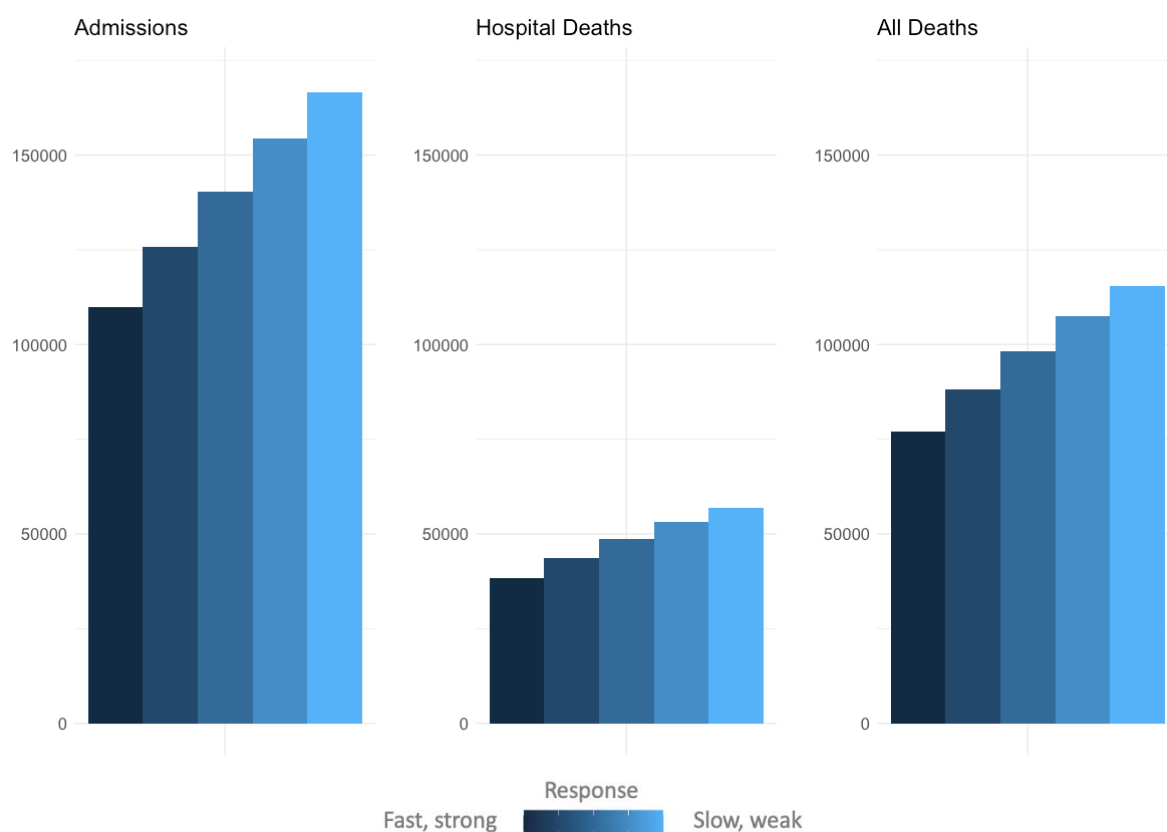 Admissions
Hospital Deaths
All Deaths
150000
100000
50000
0
150000
100000
50000
0
150000
100000
50000
0
Response
Fast, strong
Slow, weak